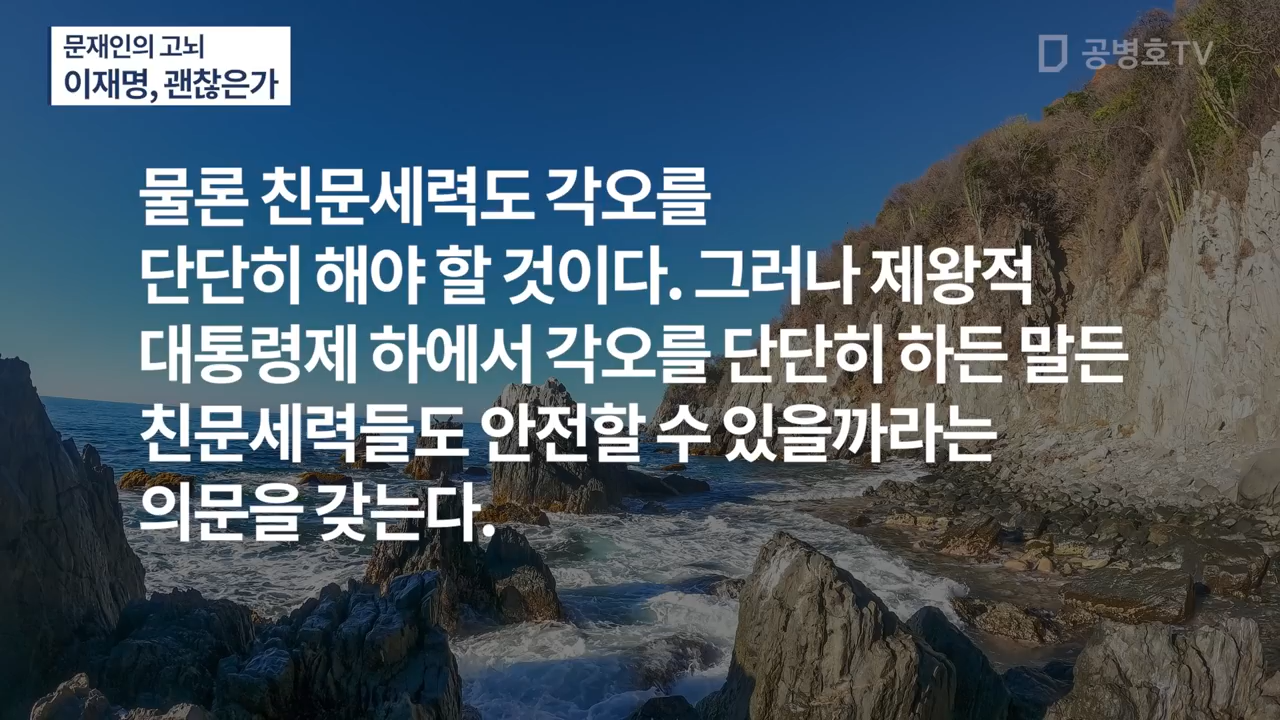 문재인의 고뇌
이재명, 괜찮은가
공병호TV
물론 친문세력도 각오를
단단히 해야 할 것이다. 그러나 제왕적
대통령제 하에서 각오를 단단히 하든 말든
친문세력들도 안전할 수 있을까라는
의문을 갖는다.